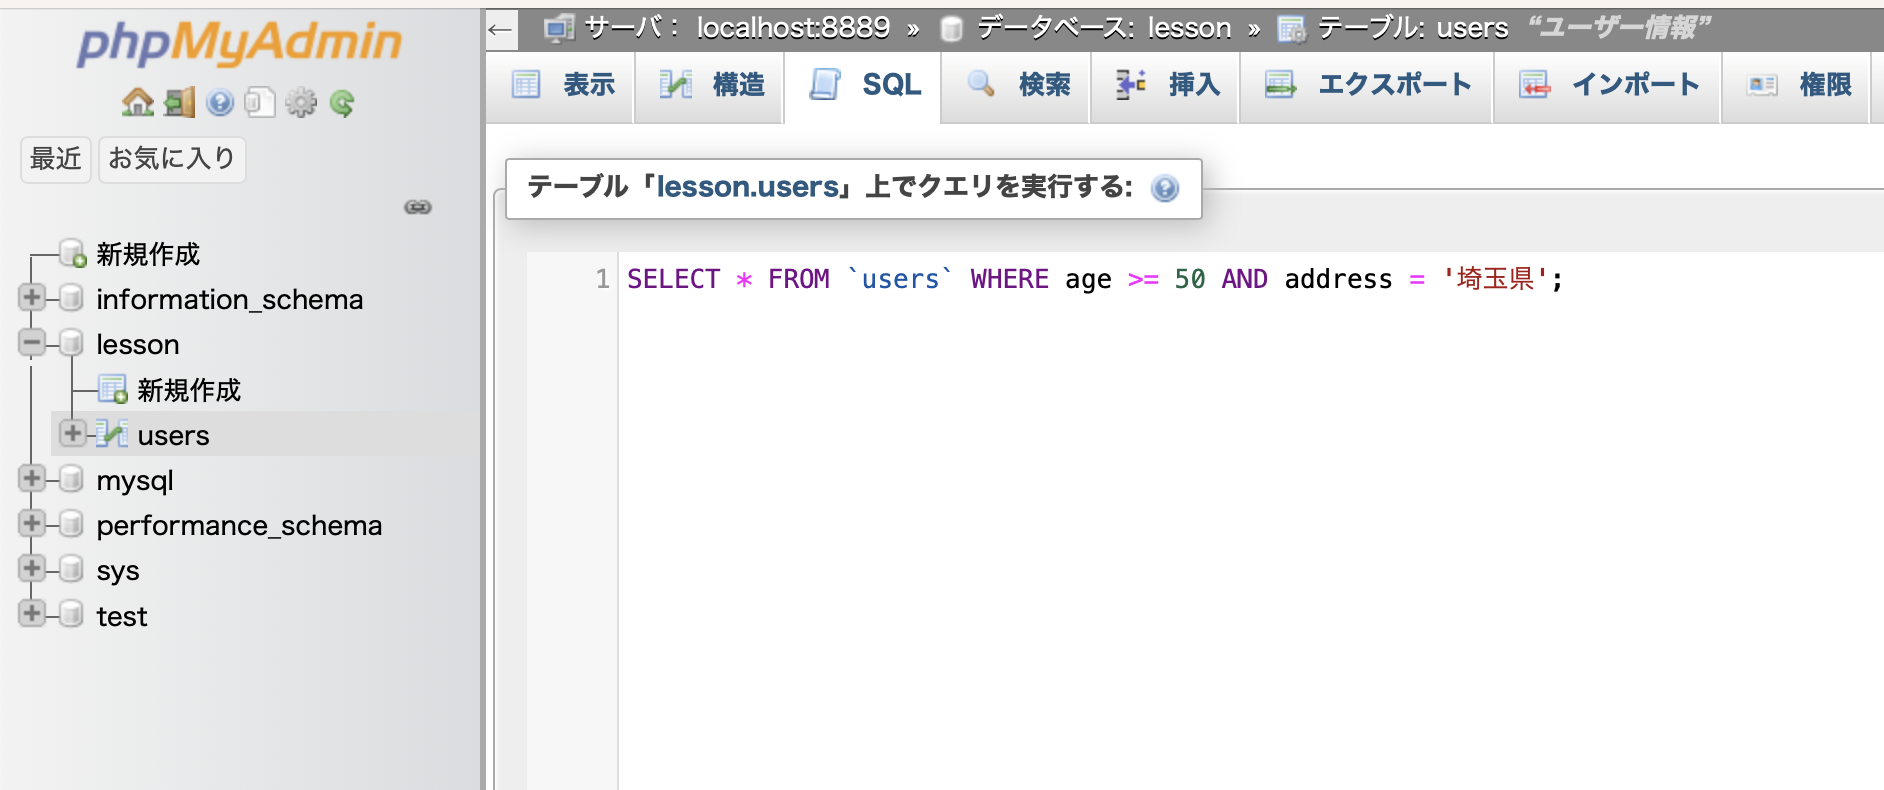 phpMyAdmin
最近 お気に入り
新規作成
information_schema
lesson
新規作成
users
mysql
performance_schema
sys
test
サーバ: localhost:8889 » データベース: lesson » テーブル: users “ユーザー情報”
表示 構造 SQL 検索 挿入 エクスポート インポート 権限
テーブル「lesson.users」上でクエリを実行する:
1 SELECT * FROM `users` WHERE age >= 50 AND address = '埼玉県';